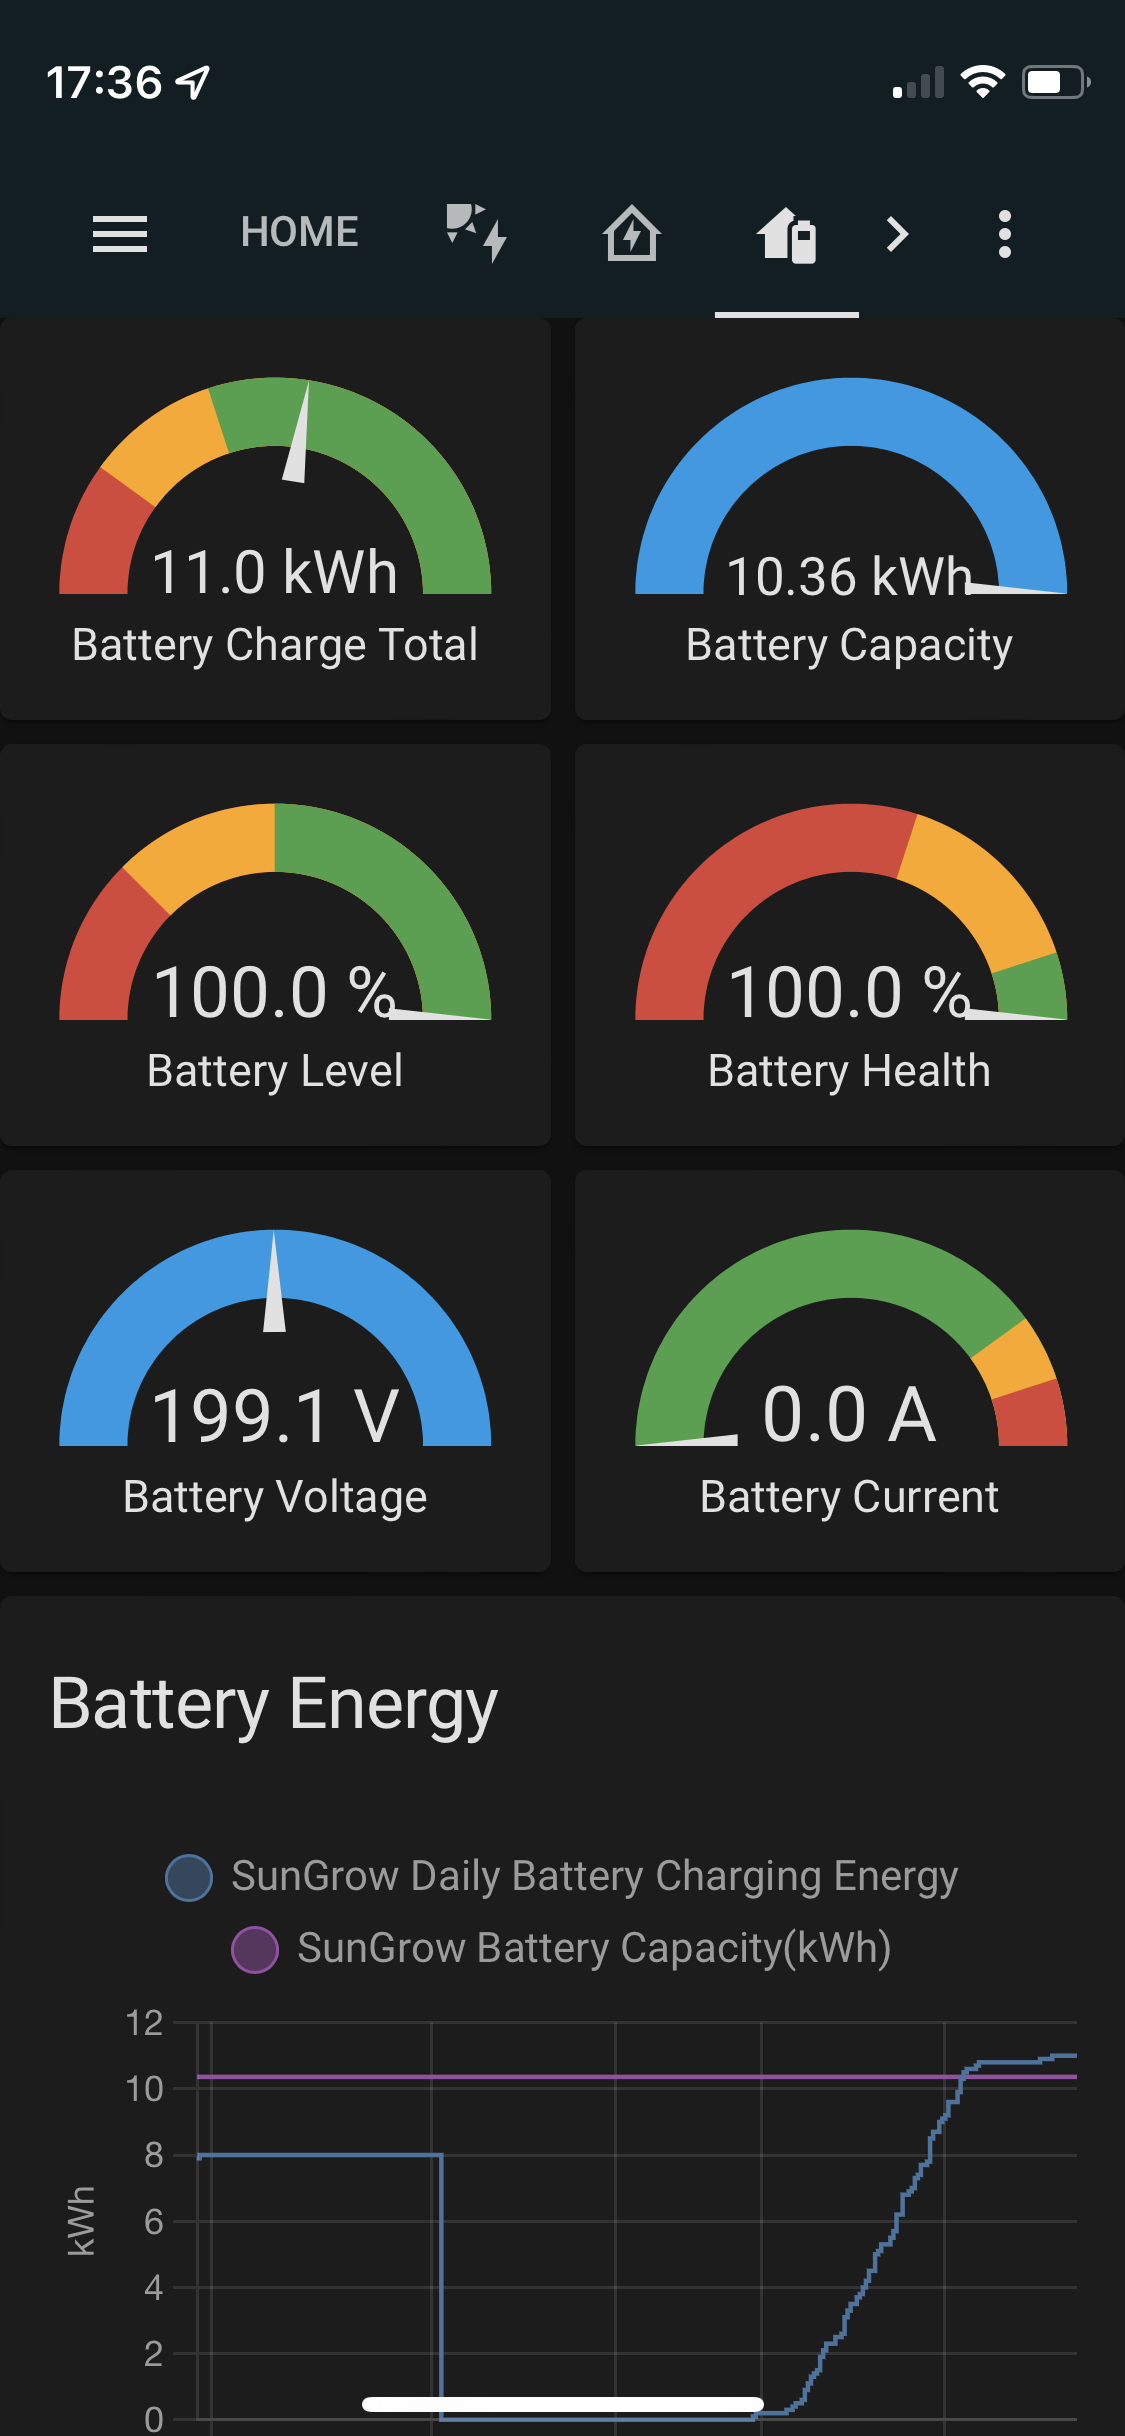 17:36
HOME
11.0 kWh
Battery Charge Total
10.36 kWh
Battery Capacity
100.0 %
Battery Level
100.0 %
Battery Health
199.1 V
Battery Voltage
0.0 A
Battery Current
Battery Energy
SunGrow Daily Battery Charging Energy
SunGrow Battery Capacity(kWh)
12
10
8
6
4
2
0
kWh